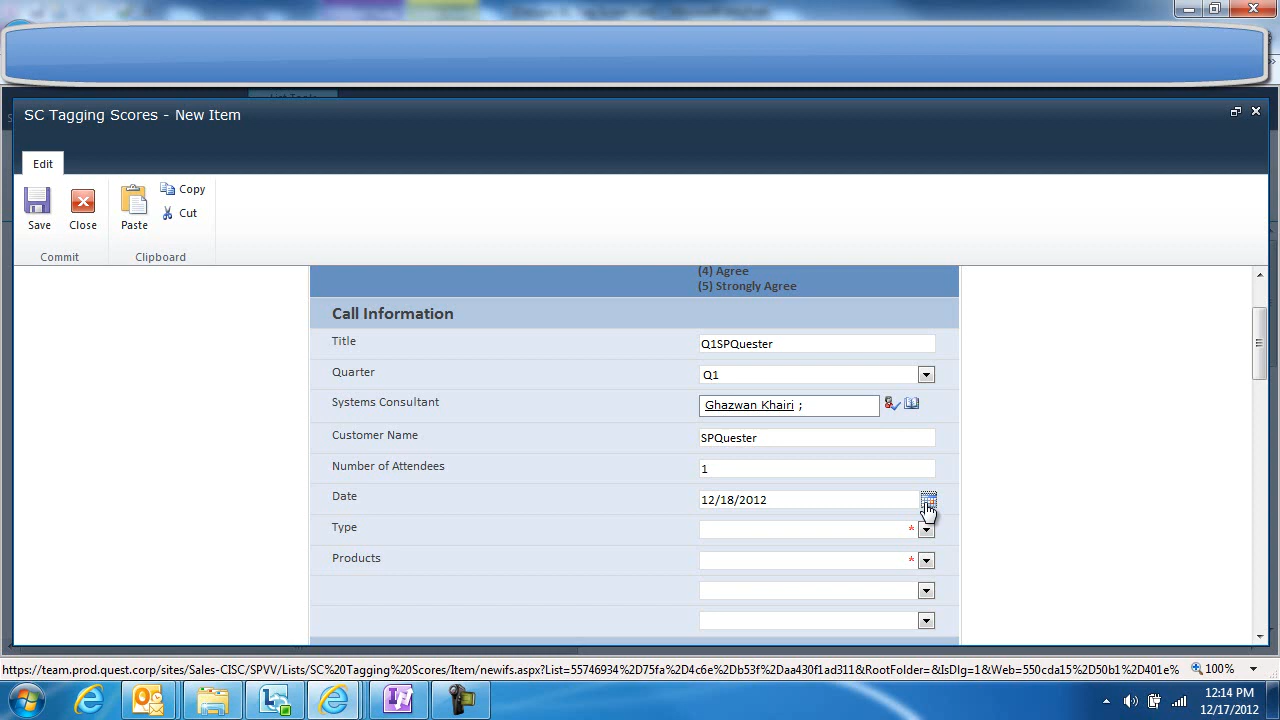 SC Tagging Scores - New Item
Edit
Save
Close
Paste
Copy
Cut
Commit
Clipboard
(4) Agree
(5) Strongly Agree
Call Information
Title
Q1SPQuester
Quarter
Q1
Systems Consultant
Ghazwan Khairi ;
Customer Name
SPQuester
Number of Attendees
1
Date
12/18/2012
Type
*
Products
*
https://team.prod.quest.corp/sites/Sales-CISC/SPVV/Lists/SC%20Tagging%20Scores/Item/newifs.aspx?List=55746934%2D75fa%2D4c6e%2Db53f%2Daa430f1ad311&RootFolder=&IsDlg=1&Web=550cda15%2D50b1%2D401e%
100%
12:14 PM
12/17/2012